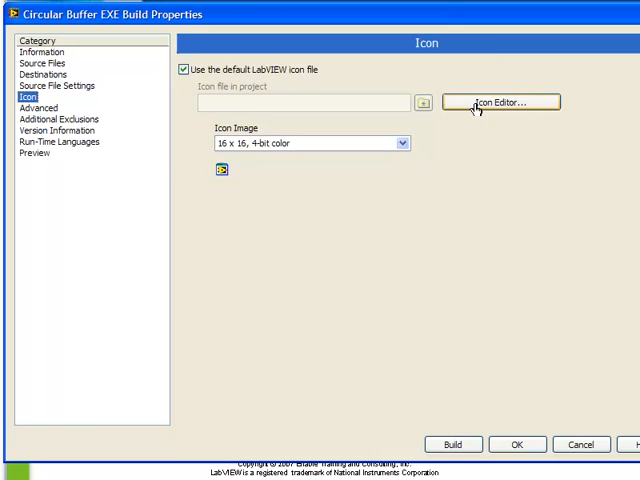 Circular Buffer EXE Build Properties
Category
Information
Source Files
Destinations
Source File Settings
Icon
Advanced
Additional Exclusions
Version Information
Run-Time Languages
Preview
Icon
Use the default LabVIEW icon file
Icon file in project
Icon Editor...
Icon Image
16 x 16, 4-bit color
Build
OK
Cancel
H
Copyright © 2007 Enable Training and Consulting, Inc.
LabVIEW is a registered trademark of National Instruments Corporation